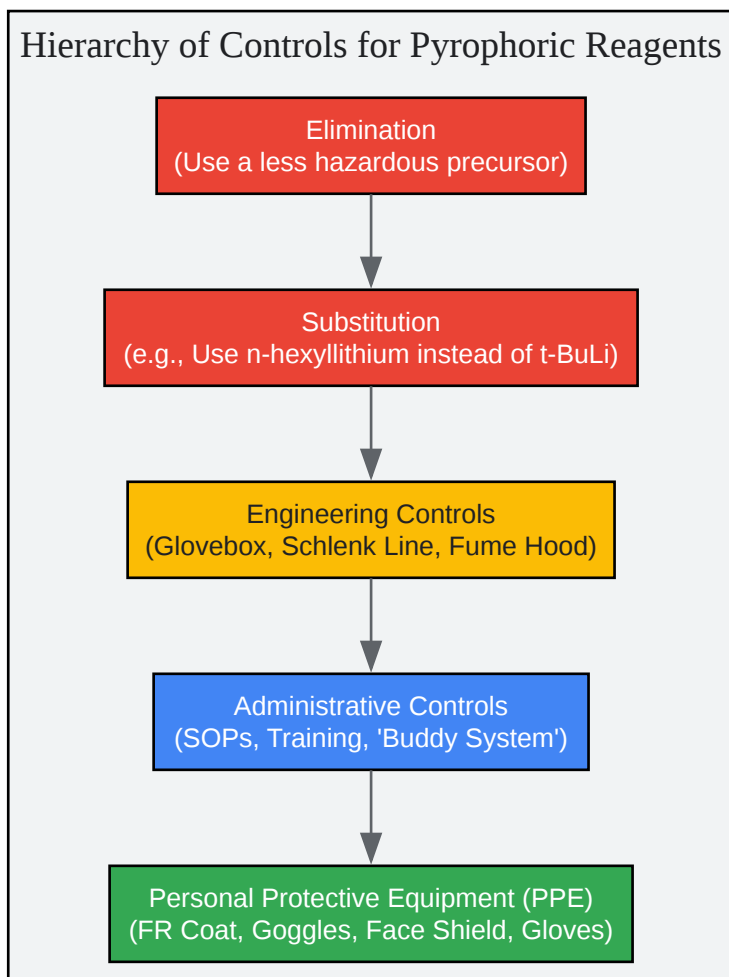 Hierarchy of Controls for Pyrophoric Reagents
Elimination
(Use a less hazardous precursor)
Substitution
(e.g., Use n-hexyllithium instead of t-BuLi)
Engineering Controls
(Glovebox, Schlenk Line, Fume Hood)
Administrative Controls
(SOPs, Training, 'Buddy System')
Personal Protective Equipment (PPE)
(FR Coat, Goggles, Face Shield, Gloves)